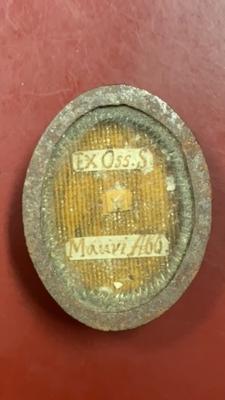 Ex Oss. S
Mauri Abb.